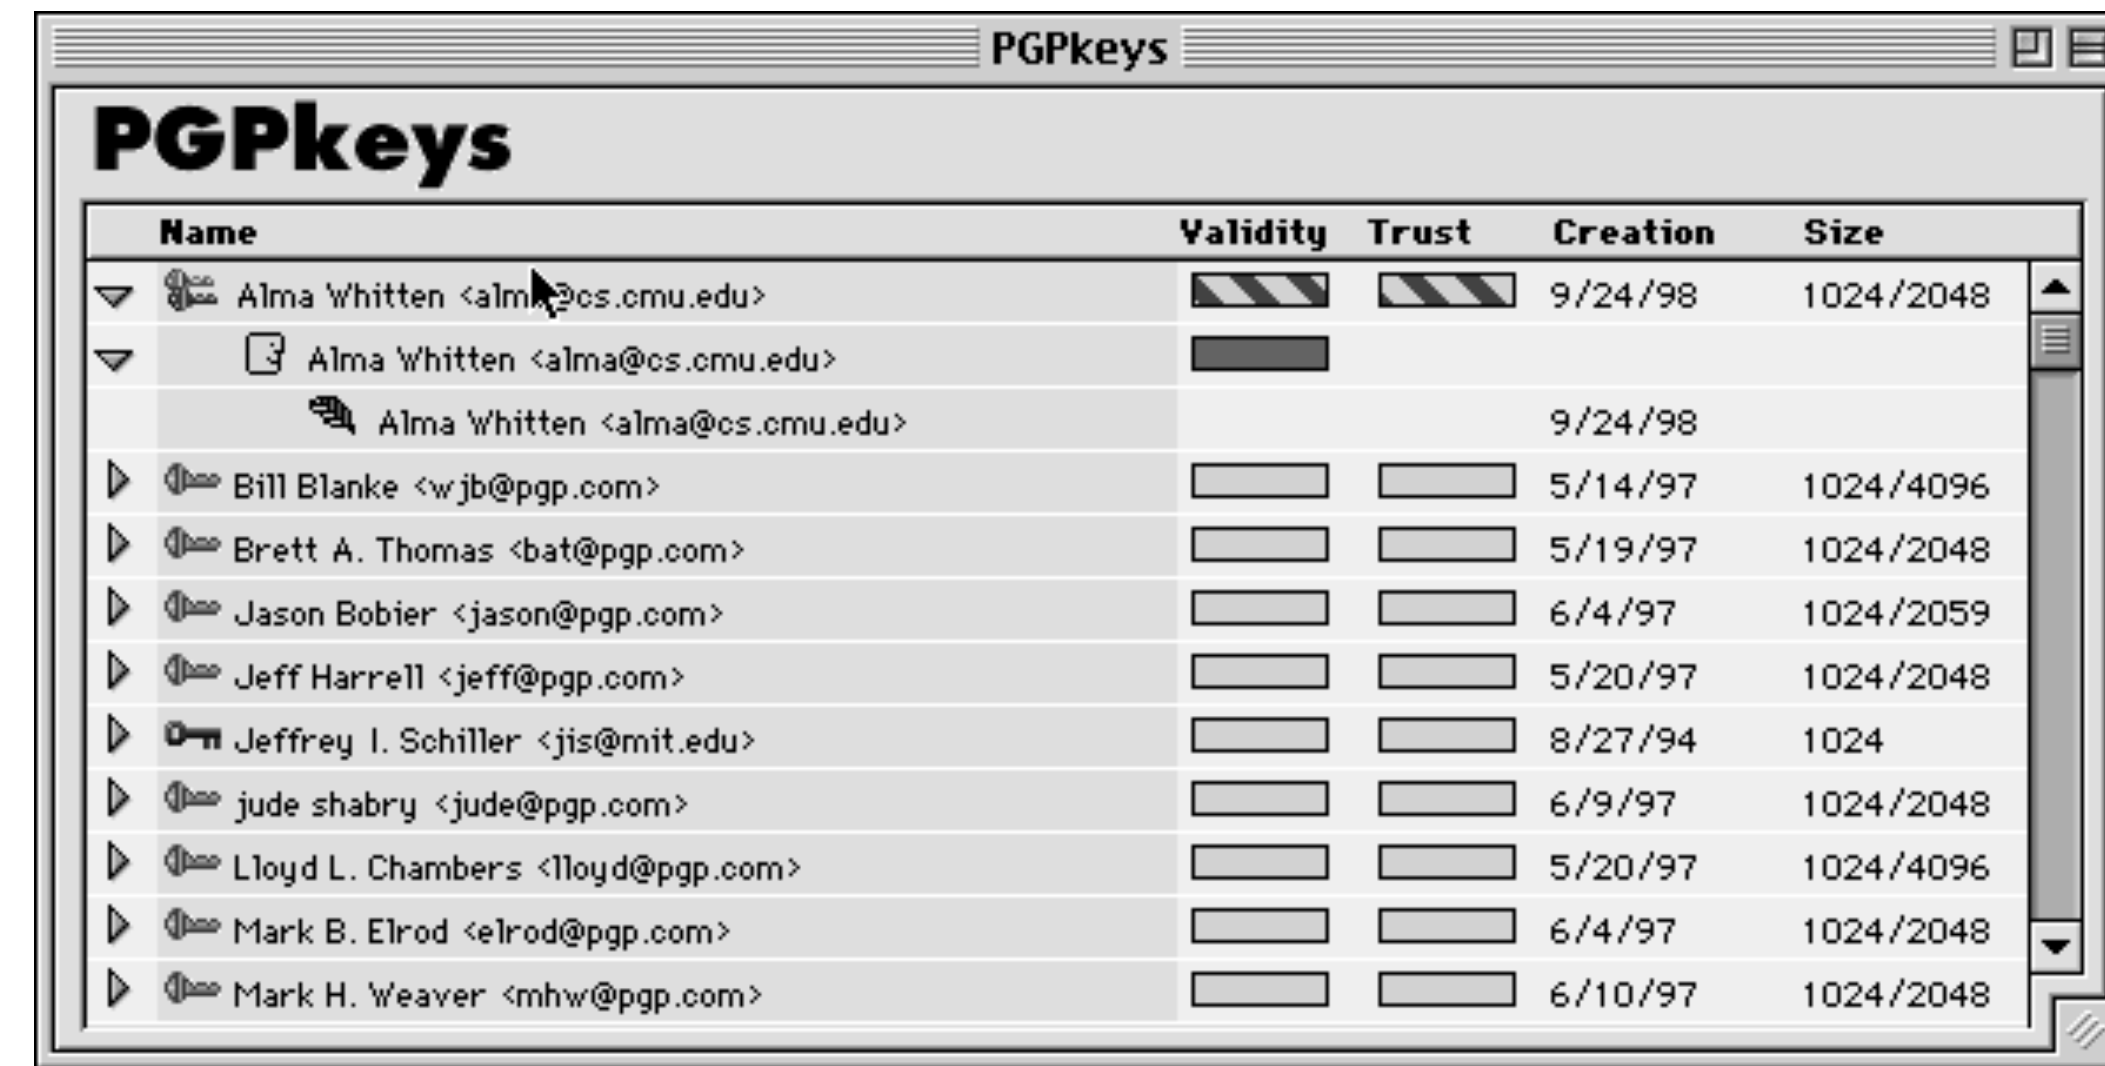 PGPkeys
PGPkeys
Name Validity Trust Creation Size
Alma Whitten <alma@cs.cmu.edu> 9/24/98 1024/2048
Alma Whitten <alma@cs.cmu.edu>
Alma Whitten <alma@cs.cmu.edu> 9/24/98
Bill Blanke <wjb@pgp.com> 5/14/97 1024/4096
Brett A. Thomas <bat@pgp.com> 5/19/97 1024/2048
Jason Bobier <jason@pgp.com> 6/4/97 1024/2059
Jeff Harrell <jeff@pgp.com> 5/20/97 1024/2048
Jeffrey I. Schiller <jis@mit.edu> 8/27/94 1024
jude shabry <jude@pgp.com> 6/9/97 1024/2048
Lloyd L. Chambers <lloyd@pgp.com> 5/20/97 1024/4096
Mark B. Elrod <elrod@pgp.com> 6/4/97 1024/2048
Mark H. Weaver <mhw@pgp.com> 6/10/97 1024/2048